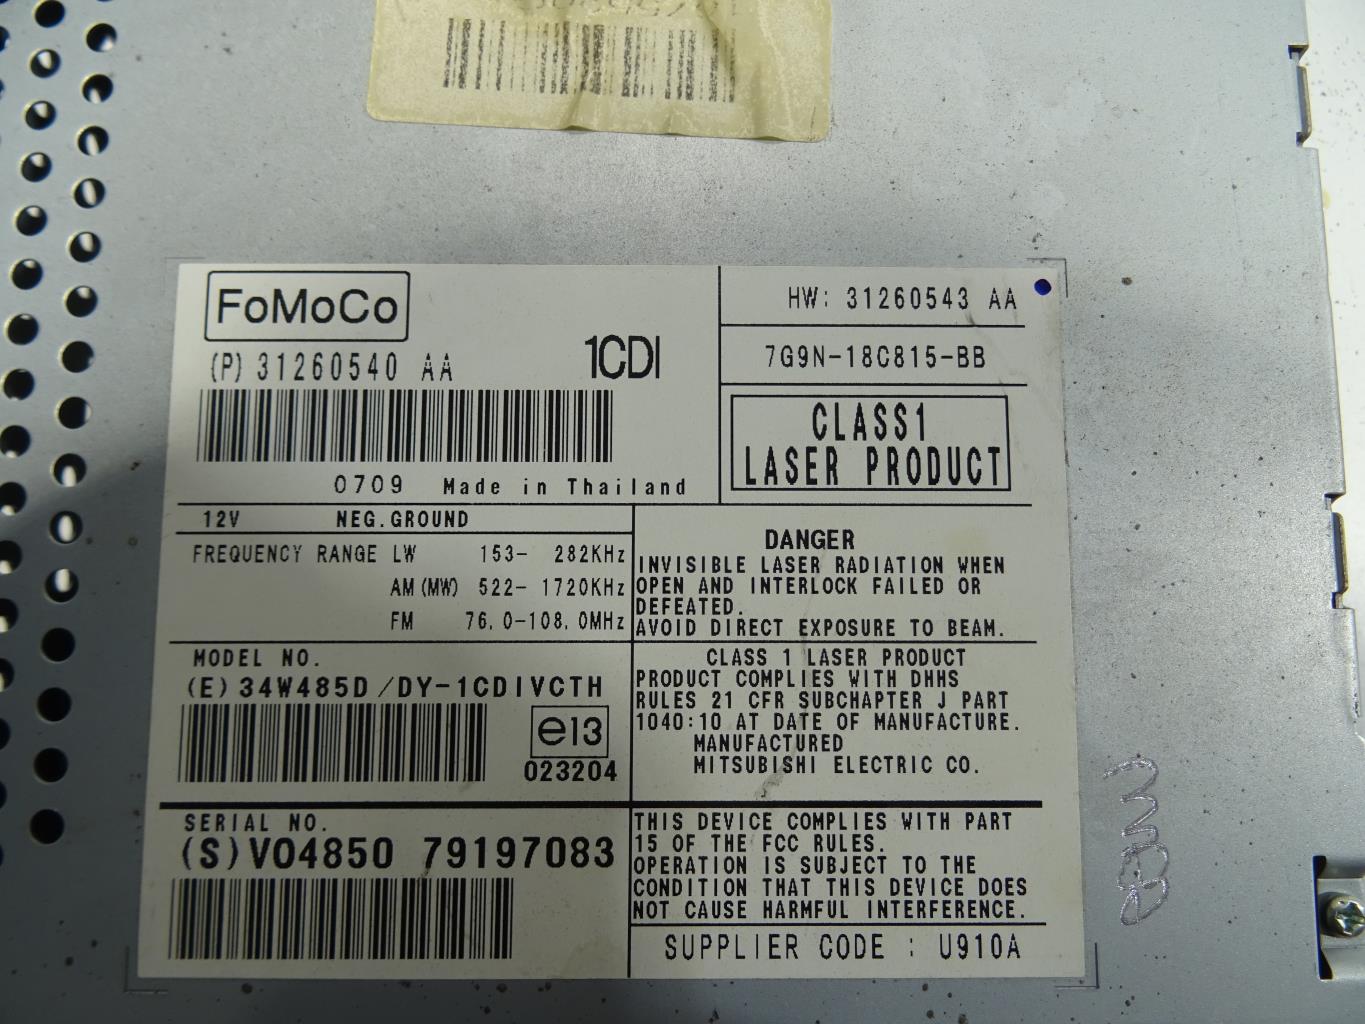 FoMoCo
(P) 31260540 AA
1CDI
0709 Made in Thailand
HW: 31260543 AA
7G9N-18C815-BB
CLASS1
LASER PRODUCT
12V NEG.GROUND
FREQUENCY RANGE LW 153- 282KHz
AM(MW) 522- 1720KHz
FM 76.0-108.0MHz
DANGER
INVISIBLE LASER RADIATION WHEN
OPEN AND INTERLOCK FAILED OR
DEFEATED.
AVOID DIRECT EXPOSURE TO BEAM.
MODEL NO.
(E) 34W485D/DY-1CDIVCTH
e13
023204
CLASS 1 LASER PRODUCT
PRODUCT COMPLIES WITH DHHS
RULES 21 CFR SUBCHAPTER J PART
1040:10 AT DATE OF MANUFACTURE.
MANUFACTURED
MITSUBISHI ELECTRIC CO.
SERIAL NO.
(S) VO4850 79197083
THIS DEVICE COMPLIES WITH PART
15 OF THE FCC RULES.
OPERATION IS SUBJECT TO THE
CONDITION THAT THIS DEVICE DOES
NOT CAUSE HARMFUL INTERFERENCE.
SUPPLIER CODE : U910A